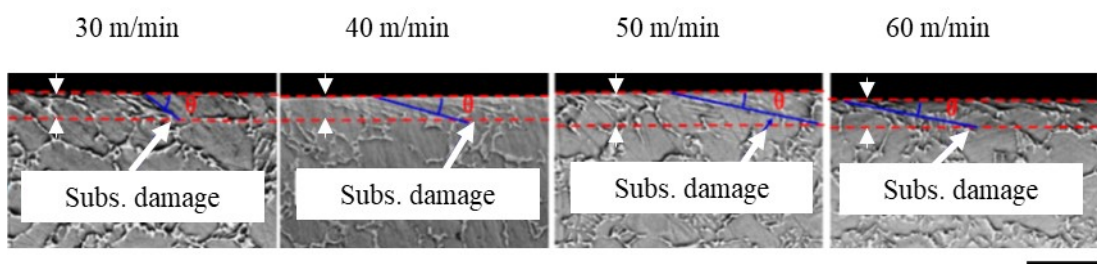 30 m/min 40 m/min 50 m/min 60 m/min
θ θ θ θ
Subs. damage Subs. damage Subs. damage Subs. damage